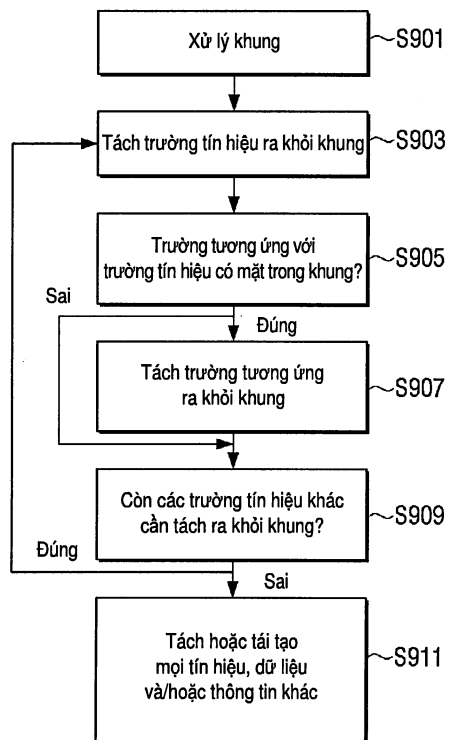 Xử lý khung
S901
Tách trường tín hiệu ra khỏi khung
S903
Trường tương ứng với
trường tín hiệu có mặt trong khung?
S905
Sai
Đúng
Tách trường tương ứng
ra khỏi khung
S907
Còn các trường tín hiệu khác
cần tách ra khỏi khung?
S909
Đúng
Sai
Tách hoặc tái tạo
mọi tín hiệu, dữ liệu
và/hoặc thông tin khác
S911